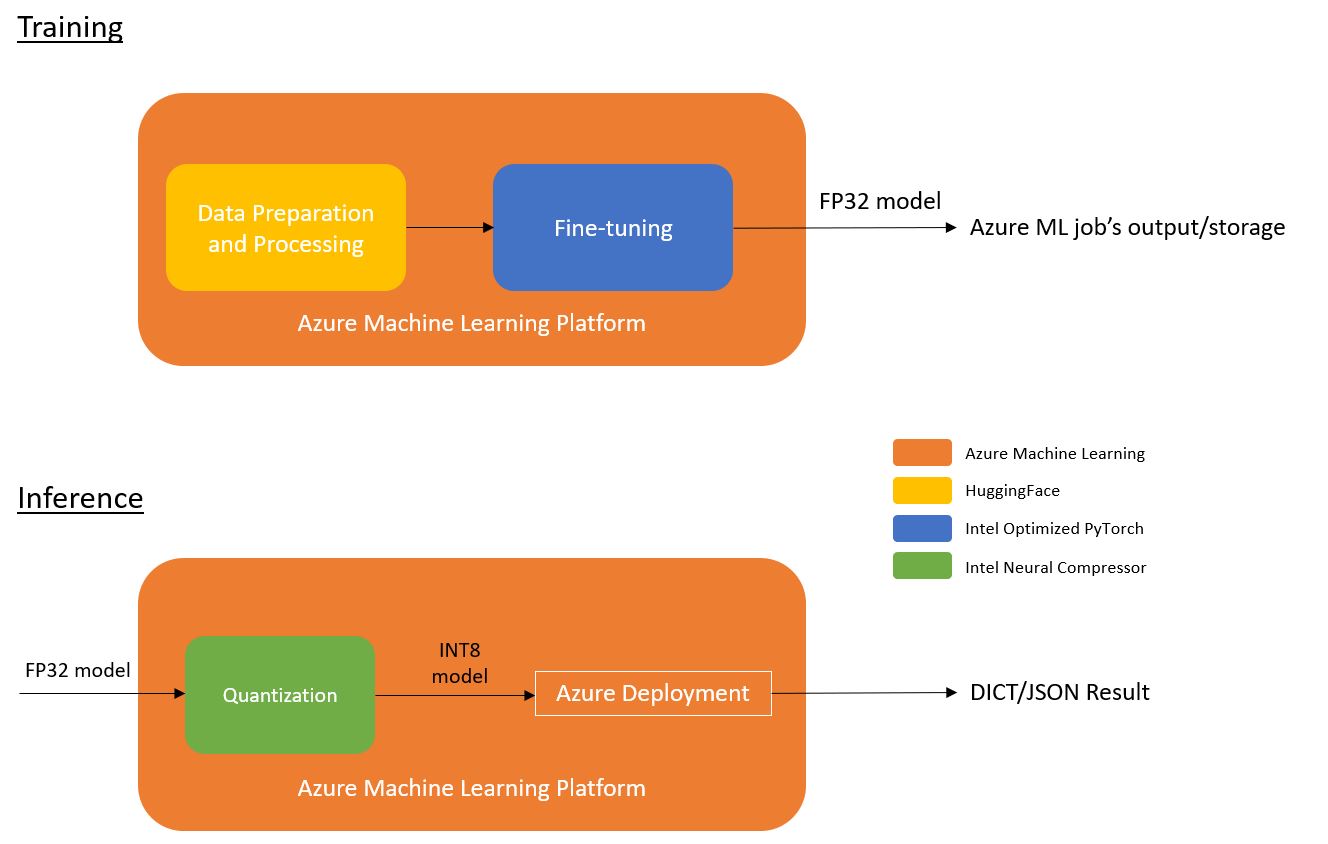 Training
Data Preparation
and Processing
Fine-tuning
FP32 model
Azure ML job’s output/storage
Azure Machine Learning Platform
Azure Machine Learning
HuggingFace
Intel Optimized PyTorch
Intel Neural Compressor
Inference
FP32 model
Quantization
INT8
model
Azure Deployment
DICT/JSON Result
Azure Machine Learning Platform